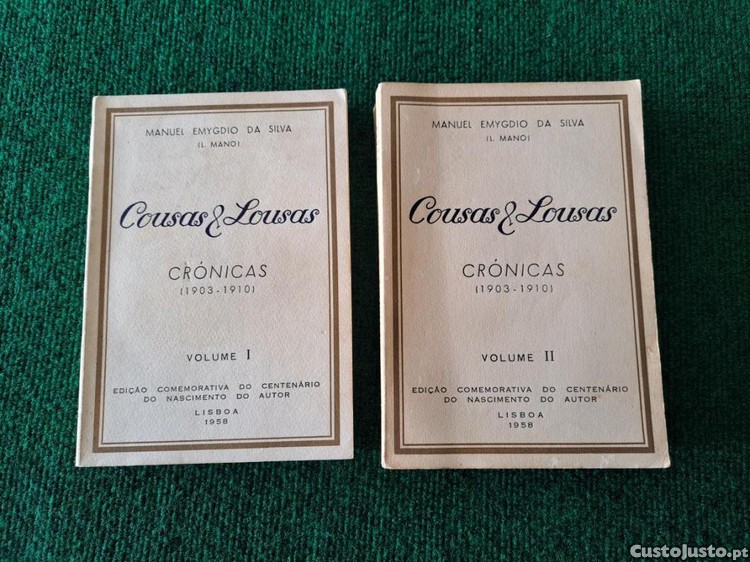 MANUEL EMYGDIO DA SILVA
(L. MANO)
Cousas & Lousas
CRÓNICAS
(1903-1910)
VOLUME I
EDIÇÃO COMEMORATIVA DO CENTENÁRIO
DO NASCIMENTO DO AUTOR
LISBOA
1958
MANUEL EMYGDIO DA SILVA
(L. MANO)
Cousas & Lousas
CRÓNICAS
(1903-1910)
VOLUME II
EDIÇÃO COMEMORATIVA DO CENTENÁRIO
DO NASCIMENTO DO AUTOR
LISBOA
1958
CustoJusto.pt